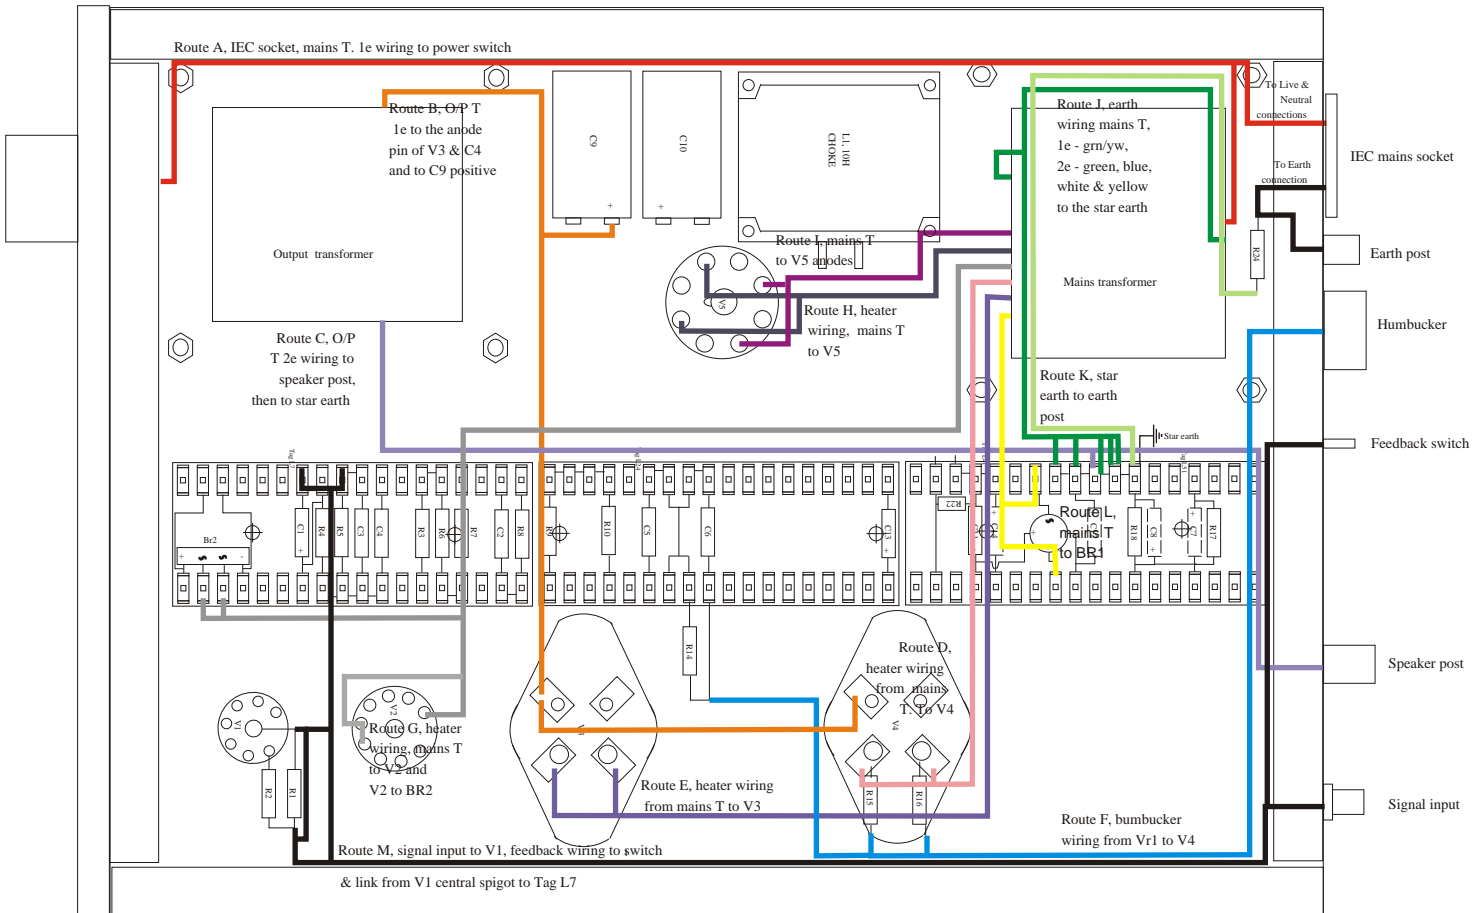 Route A, IEC socket, mains T. 1e wiring to power switch
Route B, O/P T
1e to the anode
pin of V3 & C4
and to C9 positive
C9
+
C10
+
L1, 10H
CHOKE
Route J, earth
wiring mains T,
1e - grn/yw,
2e - green, blue,
white & yellow
to the star earth
To Live &
Neutral
connections
IEC mains socket
To Earth
connection
Output transformer
Route I, mains T
to V5 anodes
Mains transformer
R24
Earth post
V5
Route H, heater
wiring, mains T
to V5
Humbucker
Route C, O/P
T 2e wiring to
speaker post,
then to star earth
Route K, star
earth to earth
post
Star earth
Feedback switch
Br2
+
-
C1
+
R4
R5
C3
C4
R3
R6
R7
C2
R8
R9
R10
C5
C6
C13
+
R22
+
+
Route L,
mains T
to BR1
R18
C8
+
C7
+
R17
R14
Route D,
heater wiring
from mains
T. To V4
Speaker post
V1
V2
V3
V4
Route G, heater
wiring, mains T
to V2 and
V2 to BR2
R2
R1
Route E, heater wiring
from mains T to V3
R15
R16
Route F, bumbucker
wiring from Vr1 to V4
Signal input
Route M, signal input to V1, feedback wiring to switch
& link from V1 central spigot to Tag L7